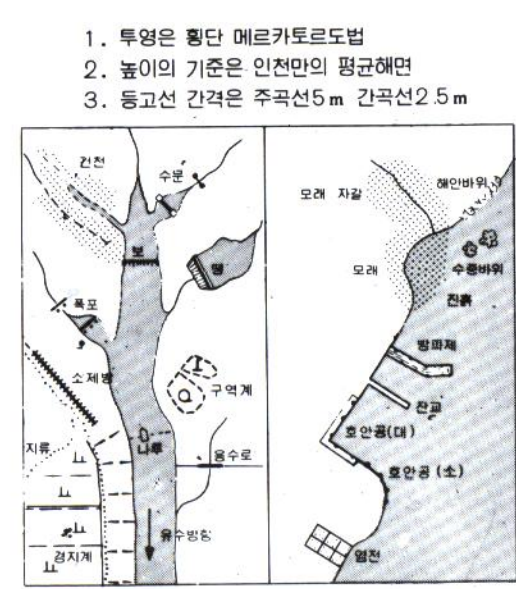 1. 투영은 횡단 메르카토르도법
2. 높이의 기준은 인천만의 평균해면
3. 등고선 간격은 주곡선5m 간곡선2.5m
건천
수문
보
댐
폭포
소제방
구역계
지류
나루
용수로
유수방향
경지계
해안바위
모래 자갈
모래
수중바위
진흙
방파제
잔교
호안공(대)
호안공(소)
염전